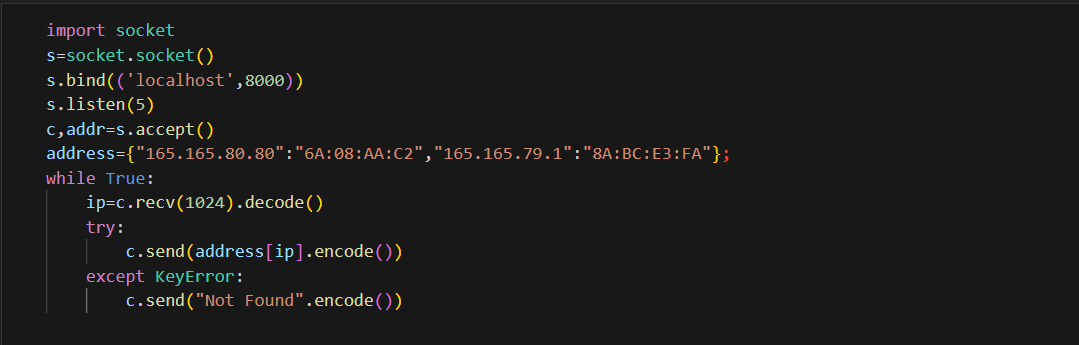 import socket
s=socket.socket()
s.bind(('localhost',8000))
s.listen(5)
c,addr=s.accept()
address={"165.165.80.80":"6A:08:AA:C2","165.165.79.1":"8A:BC:E3:FA"};
while True:
    ip=c.recv(1024).decode()
    try:
        c.send(address[ip].encode())
    except KeyError:
        c.send("Not Found".encode())